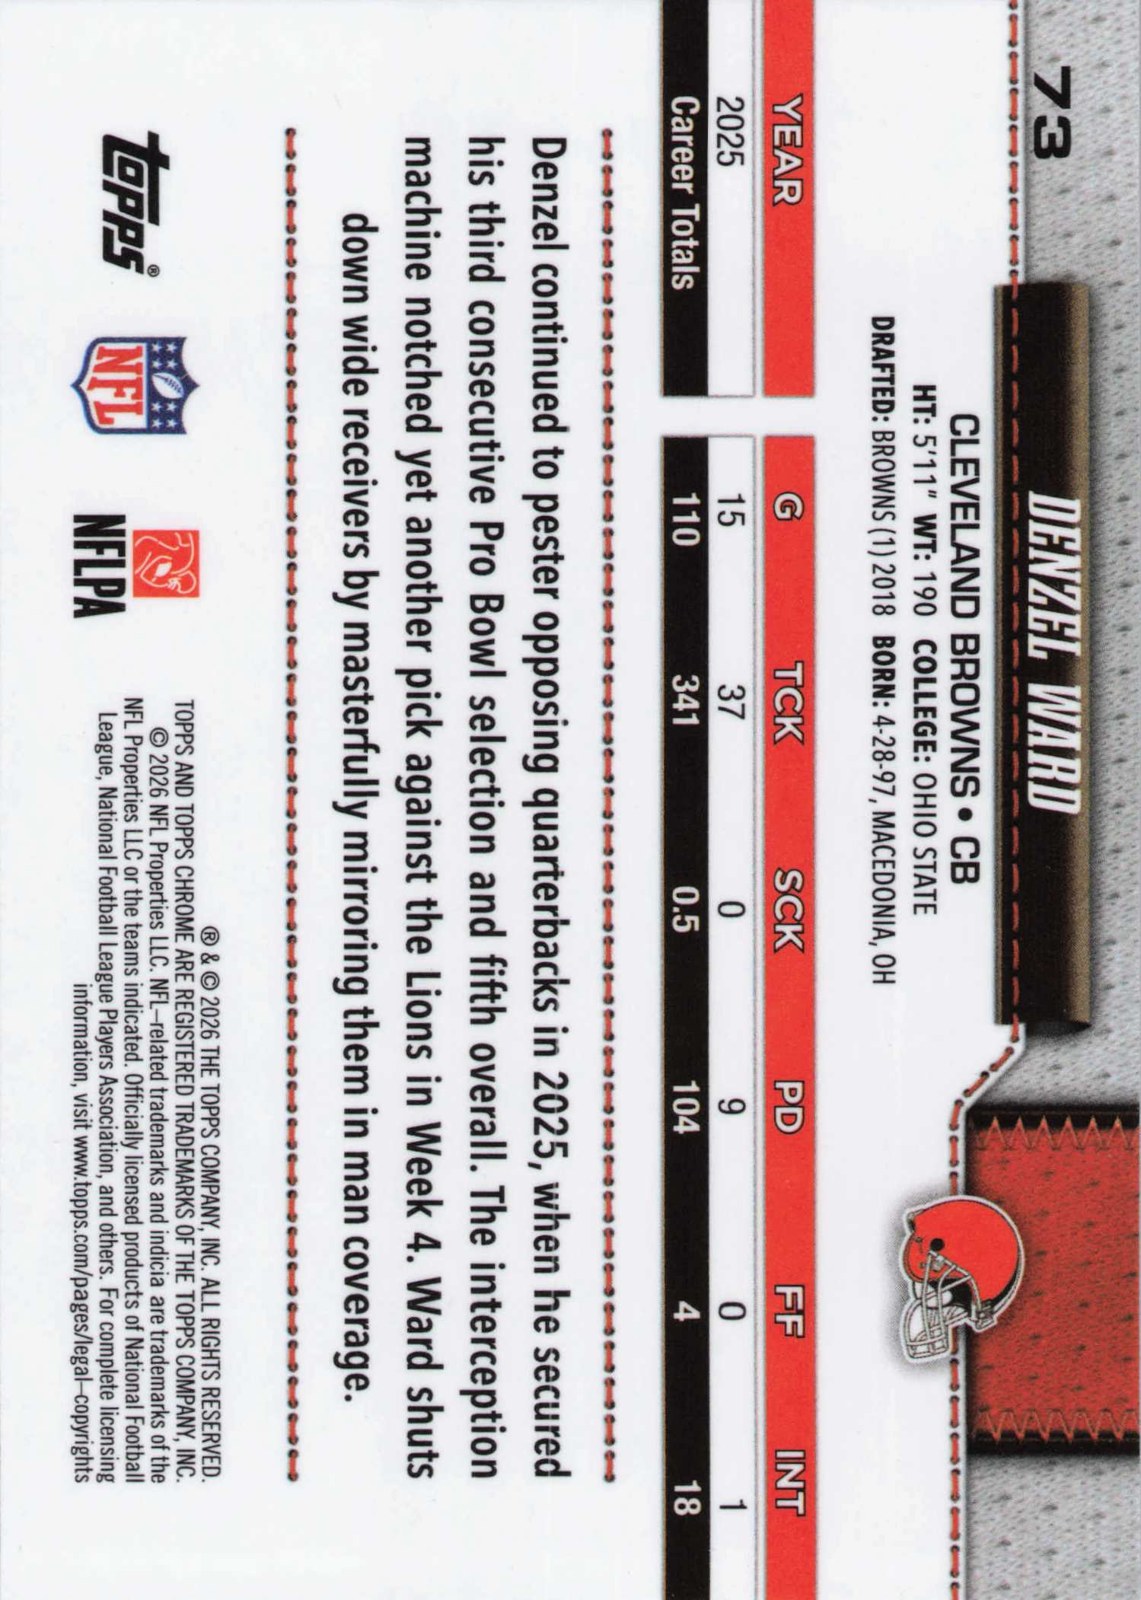 73
DENZEL WARD
CLEVELAND BROWNS • CB
HT: 5'11" WT: 190 COLLEGE: OHIO STATE
DRAFTED: BROWNS (1) 2018 BORN: 4-28-97, MACEDONIA, OH
YEAR G TCK SCK PD FF INT
2025 15 37 0 9 0 1
Career Totals 110 341 0.5 104 4 18
Denzel continued to pester opposing quarterbacks in 2025, when he secured
his third consecutive Pro Bowl selection and fifth overall. The interception
machine notched yet another pick against the Lions in Week 4. Ward shuts
down wide receivers by masterfully mirroring them in man coverage.
topps®
NFL
NFLPA
® & © 2026 THE TOPPS COMPANY, INC. ALL RIGHTS RESERVED.
TOPPS AND TOPPS CHROME ARE REGISTERED TRADEMARKS OF THE TOPPS COMPANY, INC.
© 2026 NFL Properties LLC. NFL-related trademarks and indicia are trademarks of the
NFL Properties LLC or the teams indicated. Officially licensed products of National Football
League, National Football League Players Association, and others. For complete licensing
information, visit www.topps.com/pages/legal-copyrights